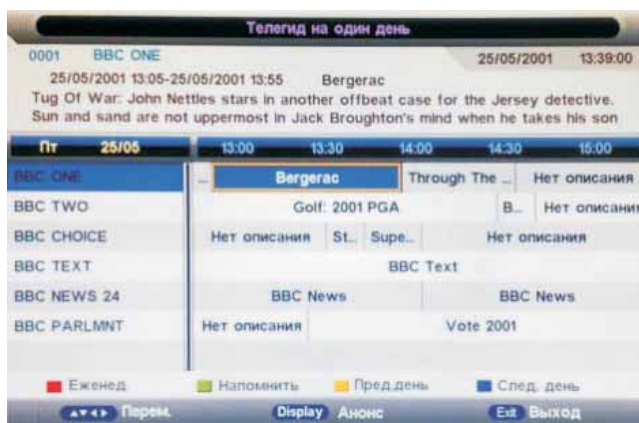 Телегид на один день
0001 BBC ONE 25/05/2001 13:39:00
25/05/2001 13:05-25/05/2001 13:55 Bergerac
Tug Of War: John Nettles stars in another offbeat case for the Jersey detective.
Sun and sand are not uppermost in Jack Broughton's mind when he takes his son
Пт 25/05 13:00 13:30 14:00 14:30 15:00
BBC ONE ... Bergerac Through The ... Нет описания
BBC TWO Golf: 2001 PGA B... Нет описания
BBC CHOICE Нет описания St... Supe... Нет описания
BBC TEXT BBC Text
BBC NEWS 24 BBC News BBC News
BBC PARLMNT Нет описания Vote 2001
Еженед. Напомнить Пред.день След. день
Перем. Display Анонс Exit Выход